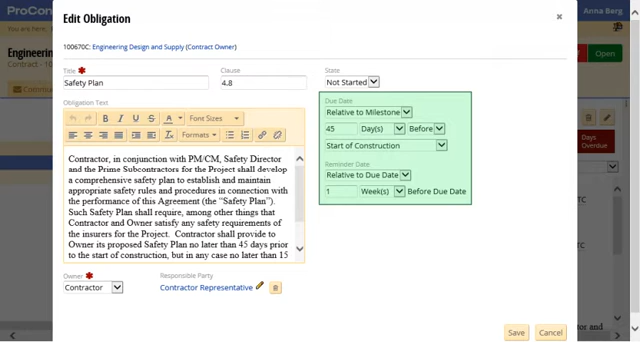 ProCon
Anna Berg
You are here:
Edit Obligation
×
100670C: Engineering Design and Supply (Contract Owner)
Engineering
Contract - 10
Open
Title *
Clause
State
Safety Plan
4.8
Not Started
Obligation Text
Due Date
B I U S A Font Sizes
Relative to Milestone
Formats
45 Day(s) Before
Start of Construction
Days Overdue
Contractor, in conjunction with PM/CM, Safety Director
and the Prime Subcontractors for the Project shall develop
a comprehensive safety plan to establish and maintain
appropriate safety rules and procedures in connection with
the performance of this Agreement (the “Safety Plan”).
Such Safety Plan shall require, among other things that
Contractor and Owner satisfy any safety requirements of
the insurers for the Project. Contractor shall provide to
Owner its proposed Safety Plan no later than 45 days prior
to the start of construction, but in any case no later than 15
Reminder Date
Relative to Due Date
1 Week(s) Before Due Date
Owner *
Responsible Party
Contractor
Contractor Representative
Save
Cancel